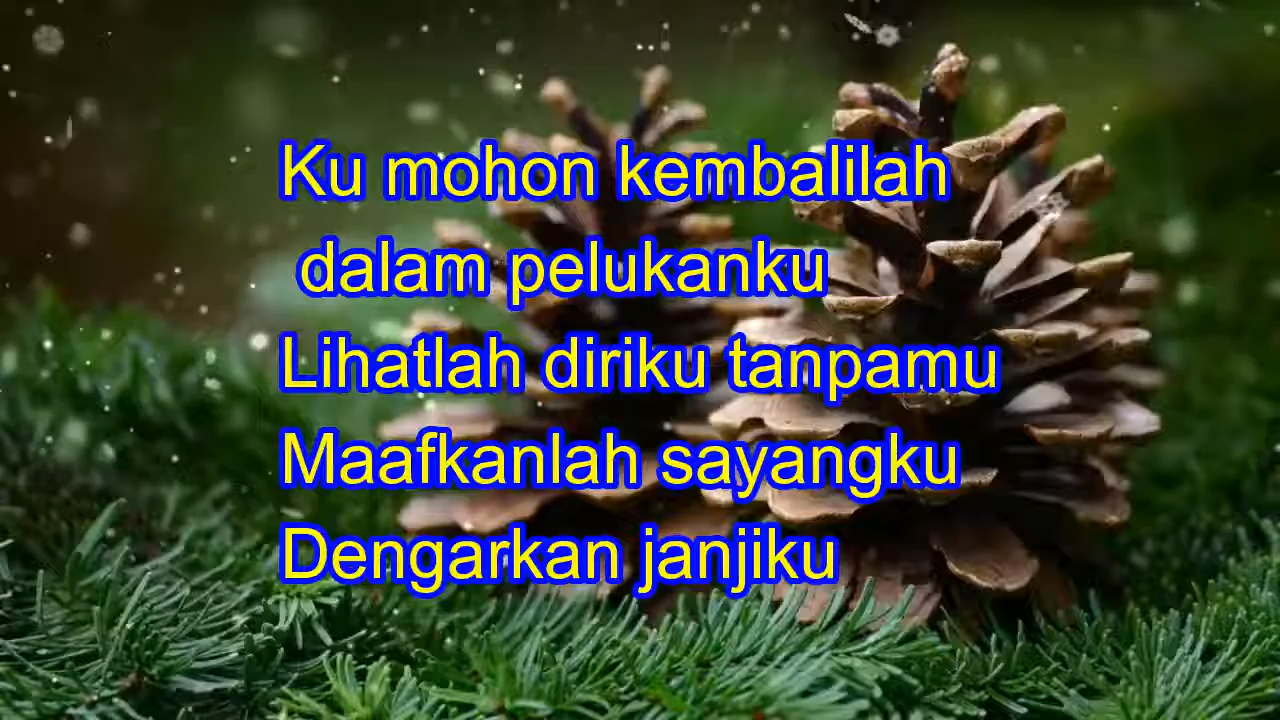 Ku mohon kembalilah
dalam pelukanku
Lihatlah diriku tanpamu
Maafkanlah sayangku
Dengarkan janjiku